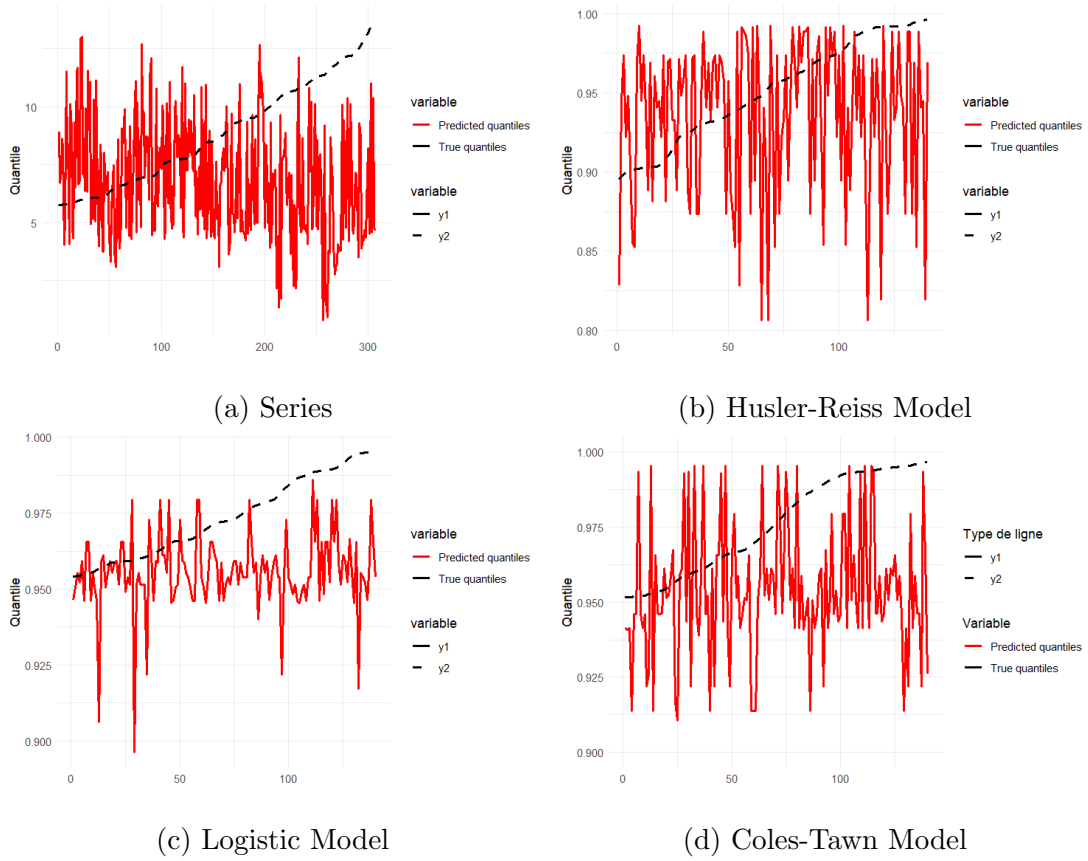 Quantile
10
5
0
100
200
300
variable
Predicted quantiles
True quantiles
variable
y1
y2
(a) Series
Quantile
1.00
0.95
0.90
0.85
0.80
0
50
100
variable
Predicted quantiles
True quantiles
variable
y1
y2
(b) Husler-Reiss Model
Quantile
1.000
0.975
0.950
0.925
0.900
0
50
100
variable
Predicted quantiles
True quantiles
variable
y1
y2
(c) Logistic Model
Quantile
1.000
0.975
0.950
0.925
0.900
0
50
100
Type de ligne
y1
y2
Variable
Predicted quantiles
True quantiles
(d) Coles-Tawn Model